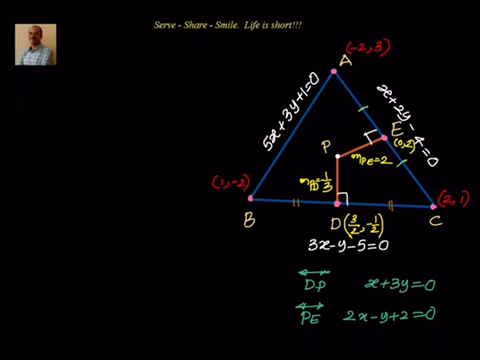 Serve - Share - Smile. Life is short!!!
A (-2, 3)
5x+3y+1=0
x+2y-4=0
E (0,2)
P
m PE = 2
m PD = -1/3
(1, -2)
B
D (3/2, -1/2)
C (2, 1)
3x-y-5=0
DP x+3y=0
PE 2x-y+2=0